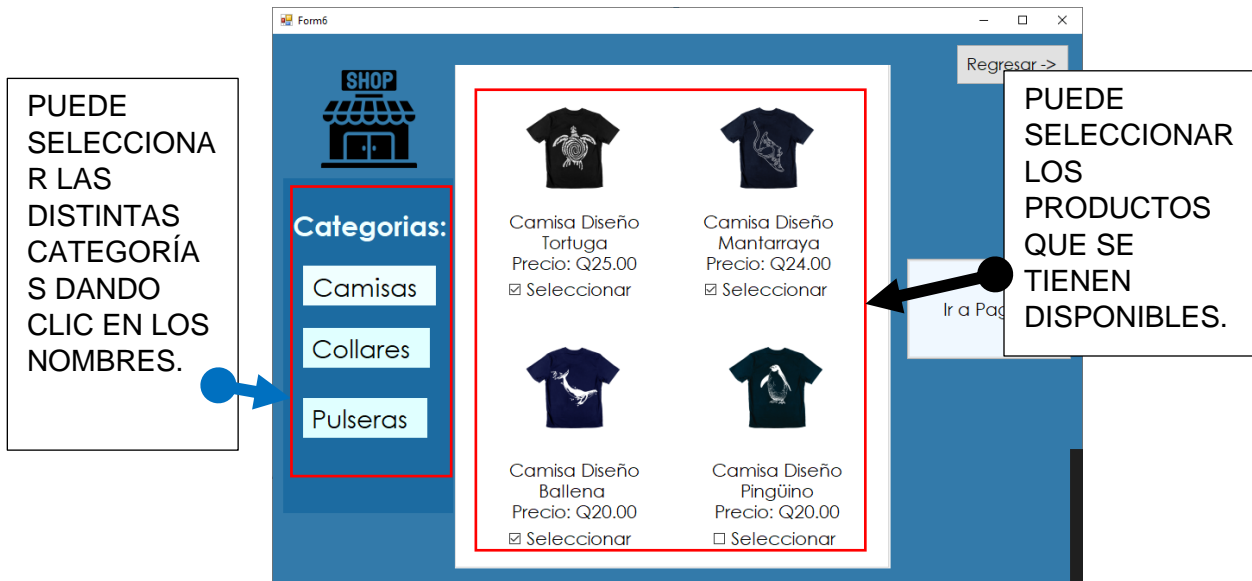 Form6
Regresar ->
SHOP
PUEDE
SELECCIONA
R LAS
DISTINTAS
CATEGORÍA
S DANDO
CLIC EN LOS
NOMBRES.
Categorias:
Camisas
Collares
Pulseras
Camisa Diseño
Tortuga
Precio: Q25.00
Seleccionar
Camisa Diseño
Mantarraya
Precio: Q24.00
Seleccionar
Camisa Diseño
Ballena
Precio: Q20.00
Seleccionar
Camisa Diseño
Pingüino
Precio: Q20.00
Seleccionar
Ir a
PUEDE
SELECCIONAR
LOS
PRODUCTOS
QUE SE
TIENEN
DISPONIBLES.